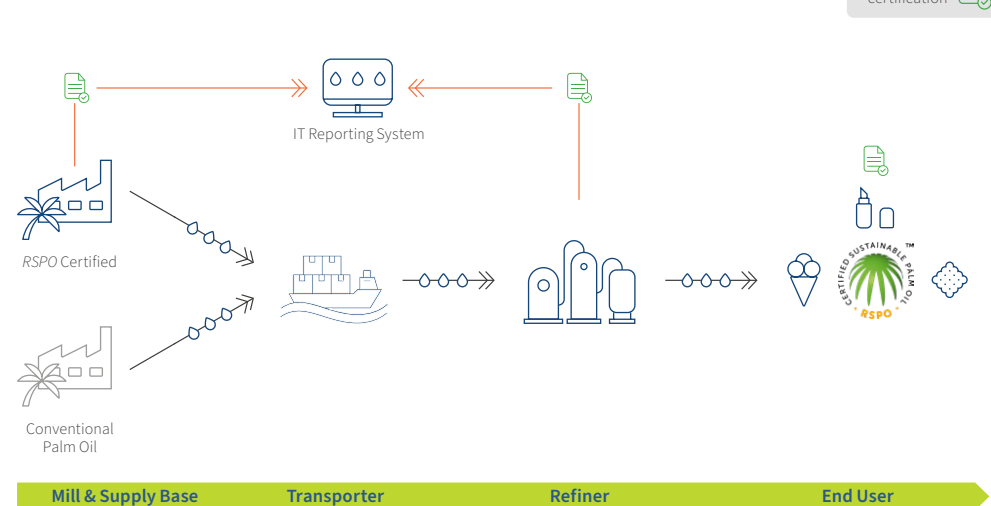 certification
IT Reporting System
RSPO Certified
CERTIFIED SUSTAINABLE PALM OIL ™
RSPO
Conventional
Palm Oil
Mill & Supply Base
Transporter
Refiner
End User